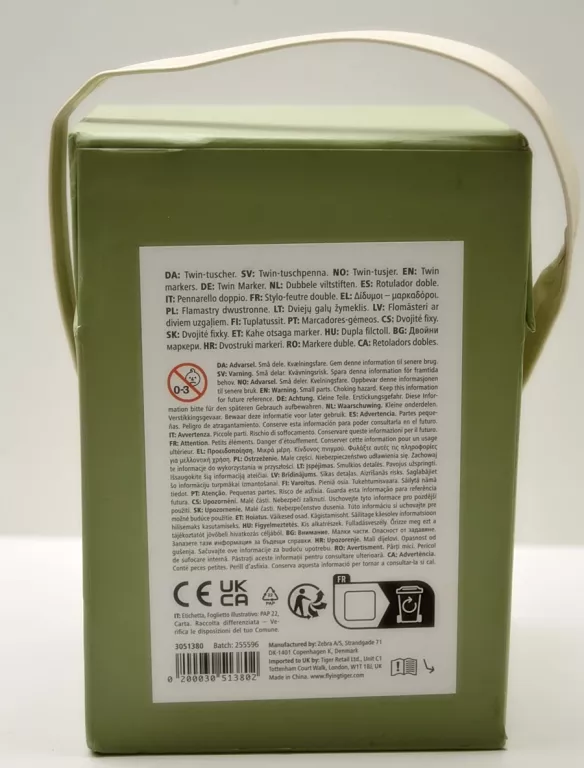 DA: Twin-tuscher. SV: Twin-tuschpenna. NO: Twin-tusjer. EN: Twin
markers. DE: Twin Marker. NL: Dubbele viltstiften. ES: Rotulador doble.
IT: Pennarello doppio. FR: Stylo-feutre double. EL: Δίδυμοι – μαρκαδόροι.
PL: Flamastry dwustronne. LT: Dviejų galų žymeklis. LV: Flomāsteri ar
diviem uzgaļiem. FI: Tuplatussit. PT: Marcadores-gémeos. CS: Dvojité fixy.
SK: Dvojité fixky. ET: Kahe otsaga marker. HU: Dupla filctoll. BG: Двойни
маркери. HR: Dvostruki markeri. RO: Markere duble. CA: Retoladors dobles.
0-3
DA: Advarsel. Små dele. Kvælningsfare. Gem denne information til senere brug.
SV: Varning. Små delar. Kvävningsrisk. Spara denna information för framtida
behov. NO: Advarsel. Små deler. Kvelningsfare. Oppbevar denne informasjonen
til senere bruk. EN: Warning. Small parts. Choking hazard. Keep this information
for future reference. DE: Achtung. Kleine Teile. Erstickungsgefahr. Diese Infor-
mation bitte für den späteren Gebrauch aufbewahren. NL: Waarschuwing. Kleine onderdelen.
Verstikkingsgevaar. Bewaar deze informatie voor later gebruik. ES: Advertencia. Partes peque-
ñas. Peligro de atragantamiento. Conserve esta información para poder consultarla en el futuro.
IT: Avvertenza. Piccole parti. Rischio di soffocamento. Conservare queste informazioni per il futuro.
FR: Attention. Petits éléments. Danger d'étouffement. Conserver cette information pour un usage
ultérieur. EL: Προειδοποίηση. Μικρά μέρη. Κίνδυνος πνιγμού. Φυλάξτε αυτές τις πληροφορίες
για μελλοντική χρήση. PL: Ostrzeżenie. Małe części. Niebezpieczeństwo udławienia się. Zachowaj
te informacje do wykorzystania w przyszłości. LT: Įspėjimas. Smulkios detalės. Pavojus uzspringti.
Išsaugokite šią informaciją ateičiai. LV: Brīdinājums. Sīkas detaļas. Aizrīšanās risks. Saglabājiet
šo informāciju turpmākai izmantošanai. FI: Varoitus. Pieniä osia. Tukehtumisvaara. Säilytä nämä
tiedot. PT: Atenção. Pequenas partes. Risco de asfixia. Guarde esta informação para referência
futura. CS: Upozornění. Malé části. Nebezpečí zalknutí. Uschovejte tyto informace pro pozdější
použití. SK: Upozornenie. Malé časti. Nebezpečenstvo dusenia. Túto informáciu si uchovajte pre
možné budúce použitie. ET: Hoiatus. Väikesed osad. Kägistamisoht. Säilitage käesolev informatsioon
hilisemaks kasutamiseks. HU: Figyelmeztetés. Kis alkatrészek. Fulladásveszély. Őrizze meg ezt a
tájékoztatót jövőbeli hivatkozás céljából. BG: Внимание. Малки части. Опасност от задавяне.
Запазете тази информация за бъдещи справки. HR: Upozorenje. Mali dijelovi. Opasnost od
gušenja. Sačuvajte ove informacije za buduću upotrebu. RO: Avertisment. Părți mici. Pericol
de sufocare internă. Păstrați aceste informații pentru consultare ulterioară. CA: Advertència.
Conté peces petites. Perill d'asfixia. Conserveu aquesta informació per tornar a consultar-la si cal.
CE UK
CA
22
PAP
FR
IT: Etichetta, Foglietto illustrativo: PAP 22,
Carta. Raccolta differenziata – Ve-
rifica le disposizioni del tuo Comune.
3051380 Batch: 255596
0 200030 513802
Manufactured by: Zebra A/S, Strandgade 71
DK-1401 Copenhagen K, Denmark
Imported to UK by: Tiger Retail Ltd., Unit C1
Tottenham Court Walk, London, W1T 1BJ, UK
Made in China. www.flyingtiger.com